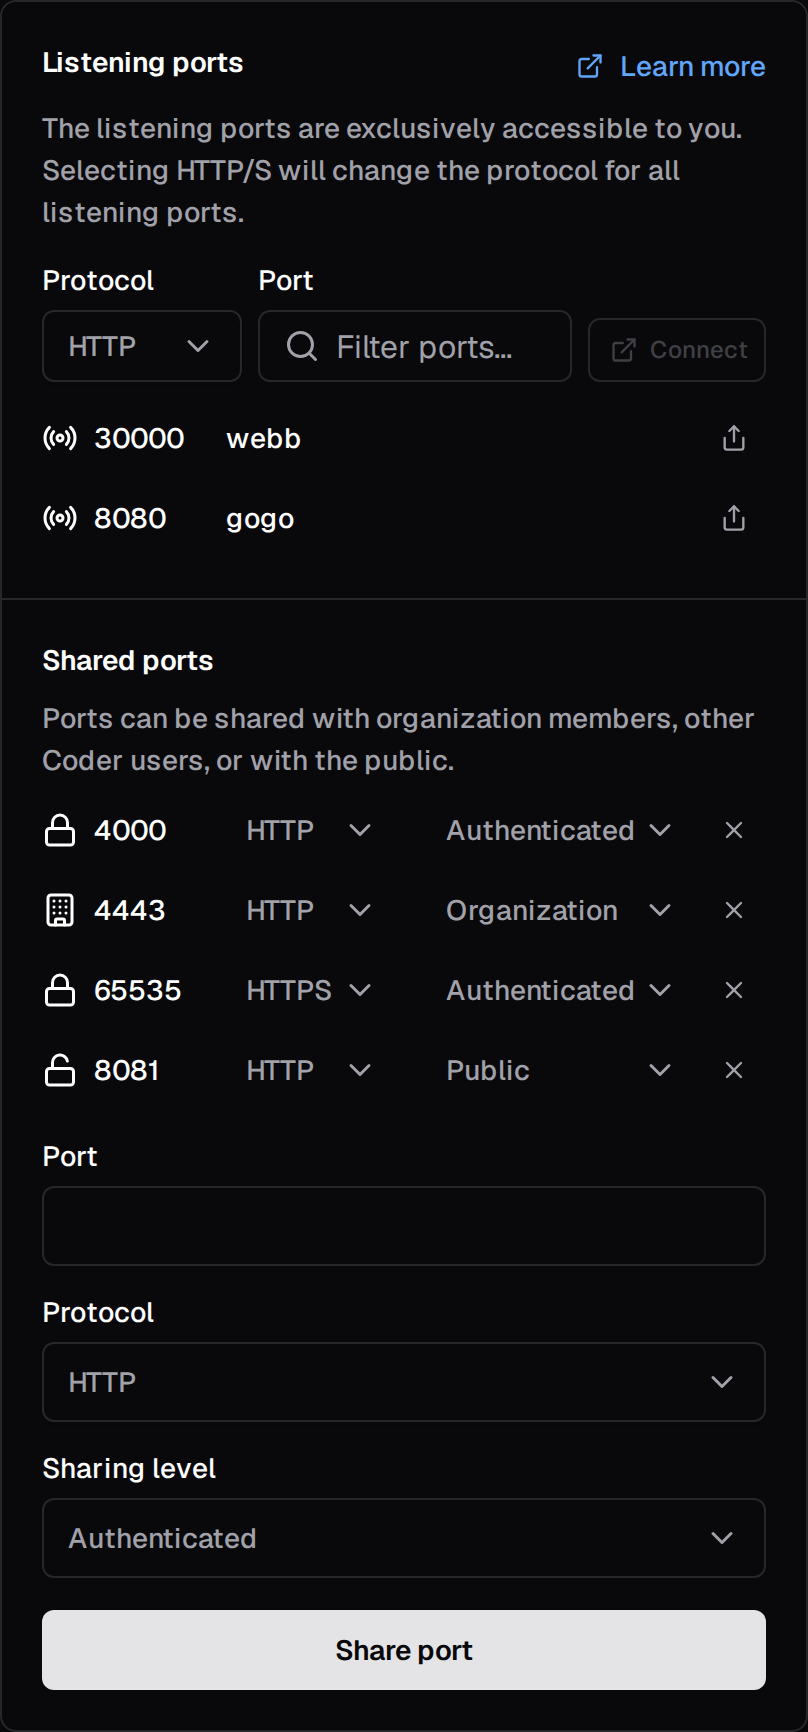 Listening ports
Learn more
The listening ports are exclusively accessible to you.
Selecting HTTP/S will change the protocol for all
listening ports.
Protocol
Port
HTTP
Filter ports...
Connect
30000 webb
8080 gogo
Shared ports
Ports can be shared with organization members, other
Coder users, or with the public.
4000 HTTP Authenticated
4443 HTTP Organization
65535 HTTPS Authenticated
8081 HTTP Public
Port
Protocol
HTTP
Sharing level
Authenticated
Share port